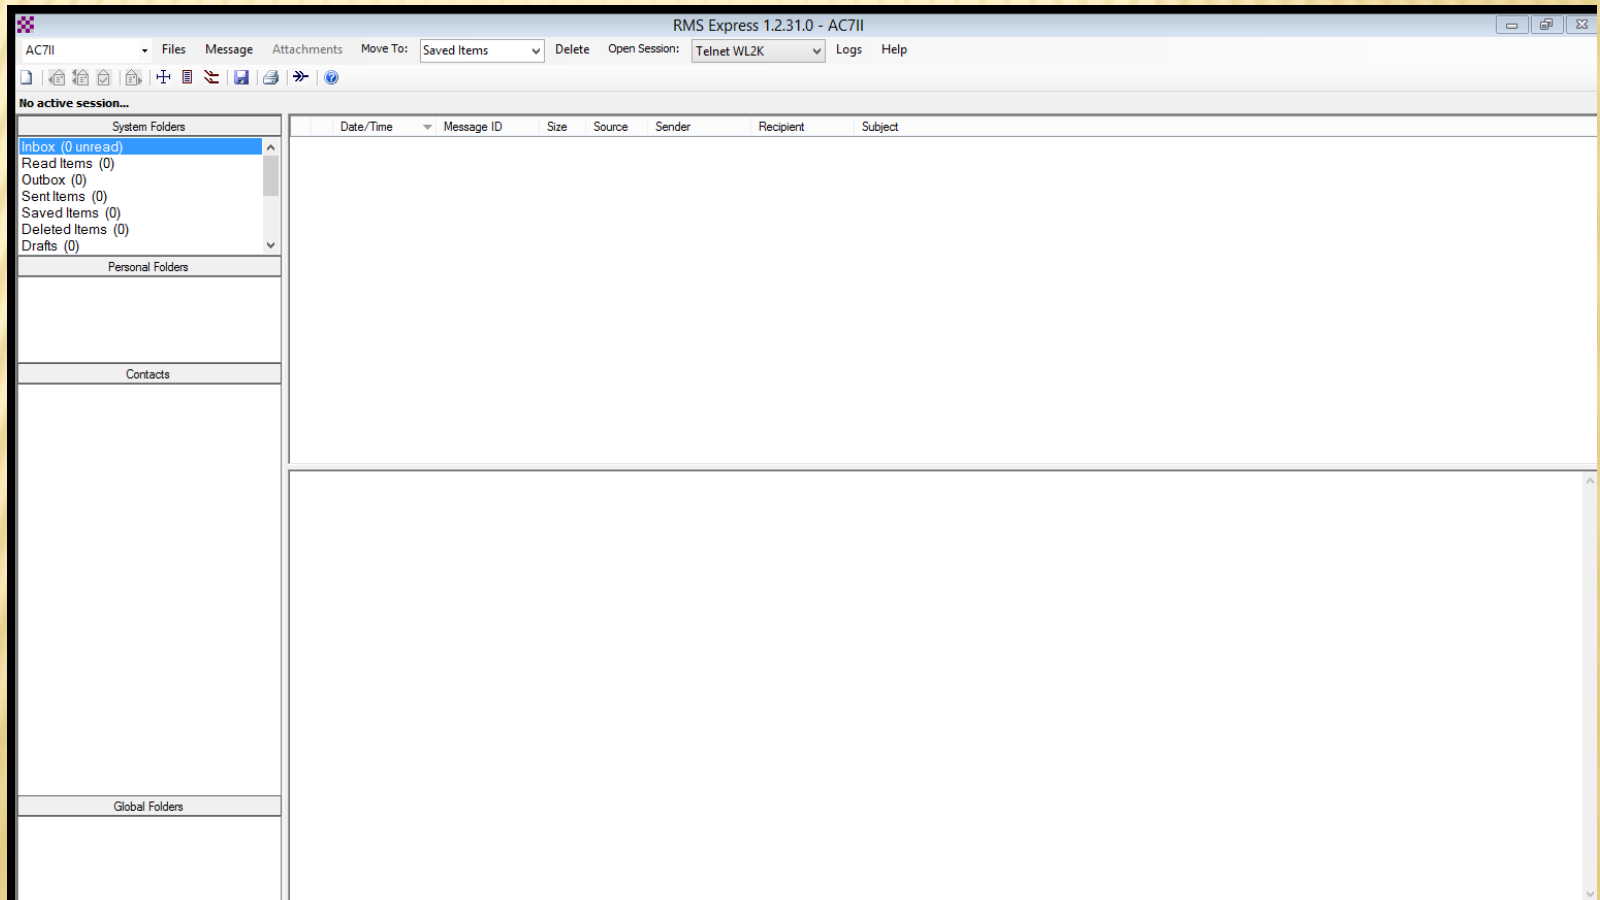 RMS Express 1.2.31.0 - AC7II
AC7II Files Message Attachments Move To: Saved Items Delete Open Session: Telnet WL2K Logs Help
No active session...
System Folders
Date/Time Message ID Size Source Sender Recipient Subject
Inbox (0 unread)
Read Items (0)
Outbox (0)
Sent Items (0)
Saved Items (0)
Deleted Items (0)
Drafts (0)
Personal Folders
Contacts
Global Folders